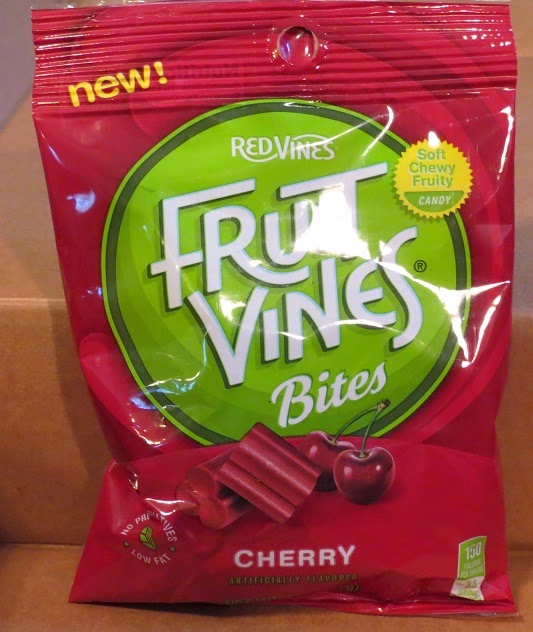 new!
RED VINES
Soft
Chewy
Fruity
CANDY
FRUIT
VINES®
Bites
NO PRESERVATIVES
LOW FAT
CHERRY
ARTIFICIALLY FLAVORED
150